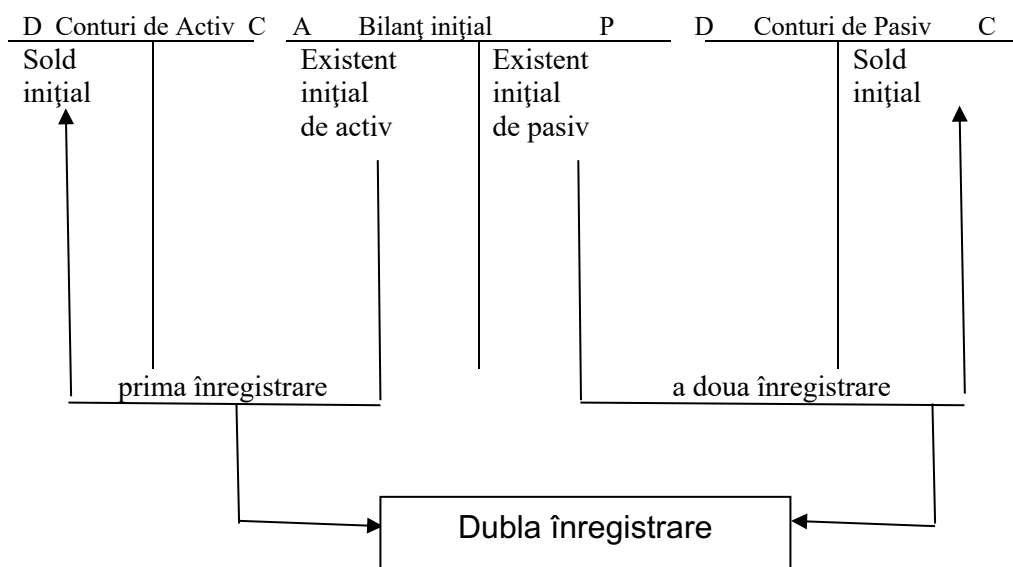 D Conturi de Activ C A Bilanţ iniţial P D Conturi de Pasiv C
Sold Existent Existent Sold
iniţial iniţial iniţial iniţial
de activ de pasiv
prima înregistrare a doua înregistrare
Dubla înregistrare